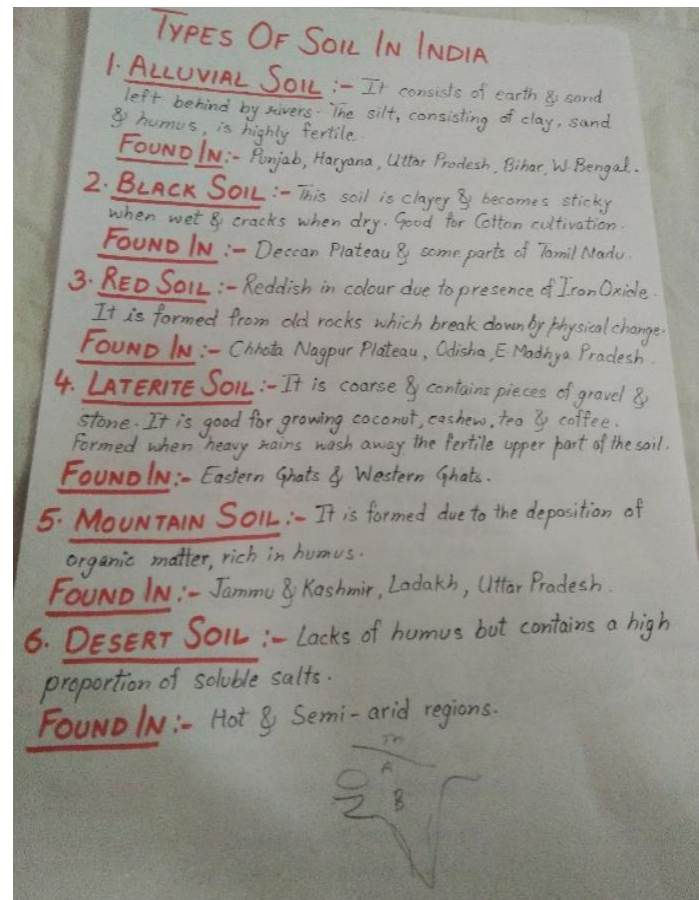 TYPES OF SOIL IN INDIA
1. ALLUVIAL SOIL :- It consists of earth & sand
left behind by rivers. The silt, consisting of clay, sand
& humus, is highly fertile.
FOUND IN:- Punjab, Haryana, Uttar Pradesh, Bihar, W. Bengal.
2. BLACK SOIL :- This soil is clayey & becomes sticky
when wet & cracks when dry. Good for Cotton cultivation.
FOUND IN :- Deccan Plateau & some parts of Tamil Nadu.
3. RED SOIL :- Reddish in colour due to presence of Iron Oxide.
It is formed from old rocks which break down by physical change.
FOUND IN :- Chhota Nagpur Plateau, Odisha, E. Madhya Pradesh.
4. LATERITE SOIL :- It is coarse & contains pieces of gravel &
stone. It is good for growing coconut, cashew, tea & coffee.
Formed when heavy rains wash away the fertile upper part of the soil.
FOUND IN:- Eastern Ghats & Western Ghats.
5. MOUNTAIN SOIL :- It is formed due to the deposition of
organic matter, rich in humus.
FOUND IN :- Jammu & Kashmir, Ladakh, Uttar Pradesh.
6. DESERT SOIL :- Lacks of humus but contains a high
proportion of soluble salts.
FOUND IN :- Hot & Semi-arid regions.
A
B